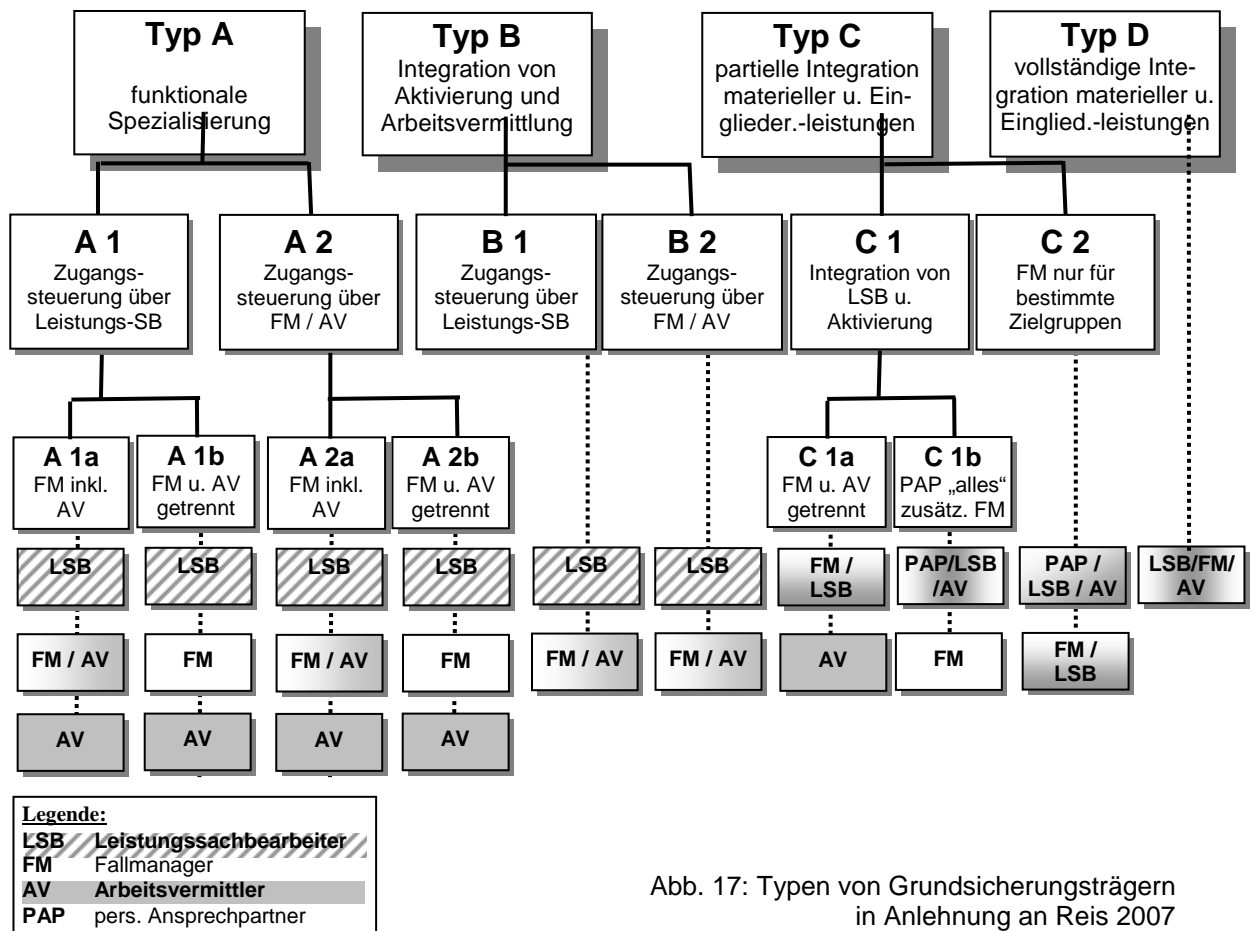 Typ A
funktionale
Spezialisierung
Typ B
Integration von
Aktivierung und
Arbeitsvermittlung
Typ C
partielle Integration
materieller u. Ein-
glieder.-leistungen
Typ D
vollständige Inte-
gration materieller u.
Einglied.-leistungen
A 1
Zugangs-
steuerung über
Leistungs-SB
A 2
Zugangs-
steuerung über
FM / AV
B 1
Zugangs-
steuerung über
Leistungs-SB
B 2
Zugangs-
steuerung über
FM / AV
C 1
Integration von
LSB u.
Aktivierung
C 2
FM nur für
bestimmte
Zielgruppen
A 1a
FM inkl.
AV
A 1b
FM u. AV
getrennt
A 2a
FM inkl.
AV
A 2b
FM u. AV
getrennt
C 1a
FM u. AV
getrennt
C 1b
PAP „alles“
zusätz. FM
LSB
LSB
LSB
LSB
LSB
LSB
FM /
LSB
PAP/LSB
/AV
PAP /
LSB / AV
LSB/FM/
AV
FM / AV
FM
FM / AV
FM
FM / AV
FM / AV
AV
FM
FM /
LSB
AV
AV
AV
AV
Legende:
LSB Leistungssachbearbeiter
FM Fallmanager
AV Arbeitsvermittler
PAP pers. Ansprechpartner
Abb. 17: Typen von Grundsicherungsträgern
in Anlehnung an Reis 2007